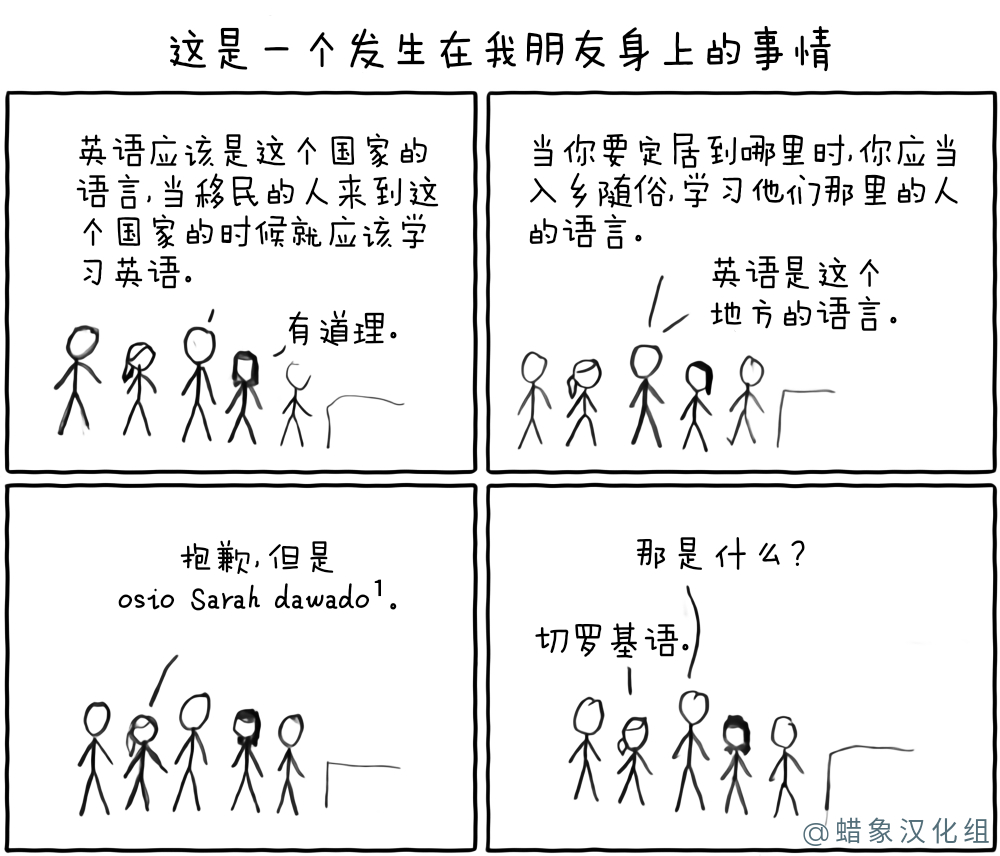 这是一个发生在我朋友身上的事情
英语应该是这个国家的
语言,当移民的人来到这
个国家的时候就应该学
习英语。
有道理。
当你要定居到哪里时,你应当
入乡随俗,学习他们那里的人
的语言。
英语是这个
地方的语言。
抱歉,但是
osio Sarah dawado¹。
那是什么?
切罗基语。
@蜡象汉化组